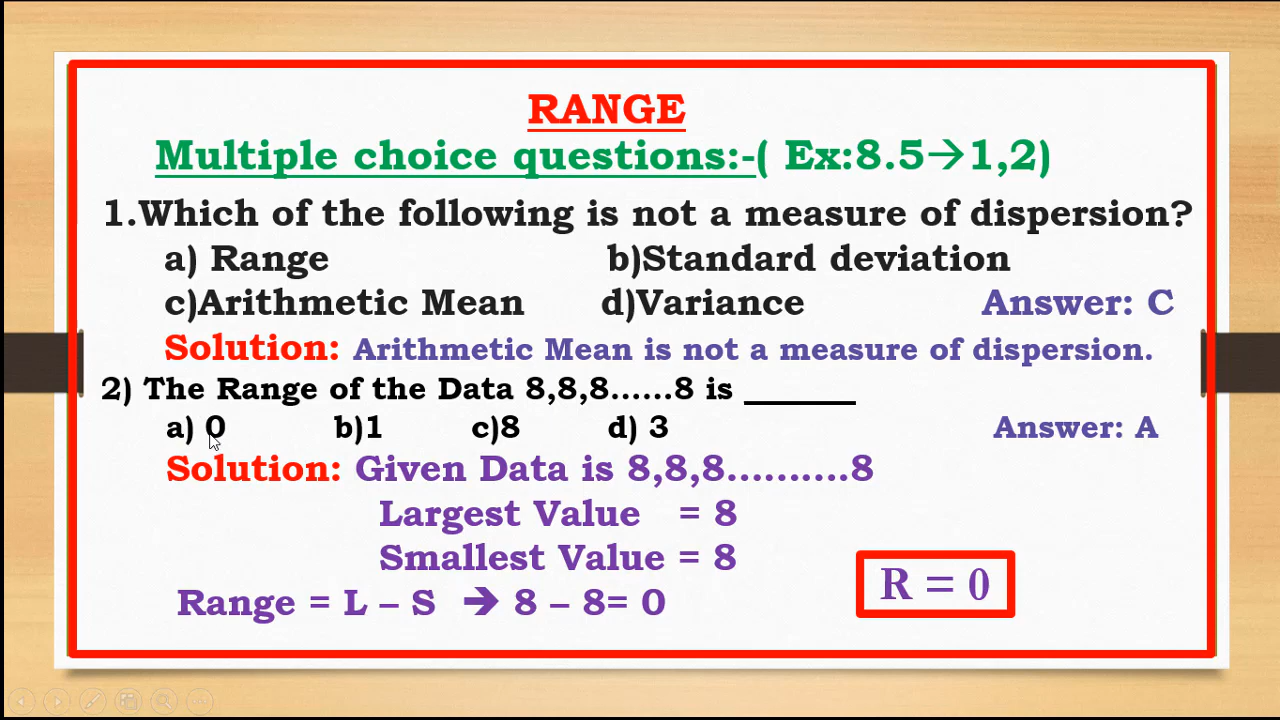 RANGE
Multiple choice questions:-( Ex:8.5→1,2)
1.Which of the following is not a measure of dispersion?
a) Range b)Standard deviation
c)Arithmetic Mean d)Variance Answer: C
Solution: Arithmetic Mean is not a measure of dispersion.
2) The Range of the Data 8,8,8......8 is _______
a) 0 b)1 c)8 d) 3 Answer: A
Solution: Given Data is 8,8,8..........8
Largest Value = 8
Smallest Value = 8
Range = L – S ➔ 8 – 8= 0
R = 0